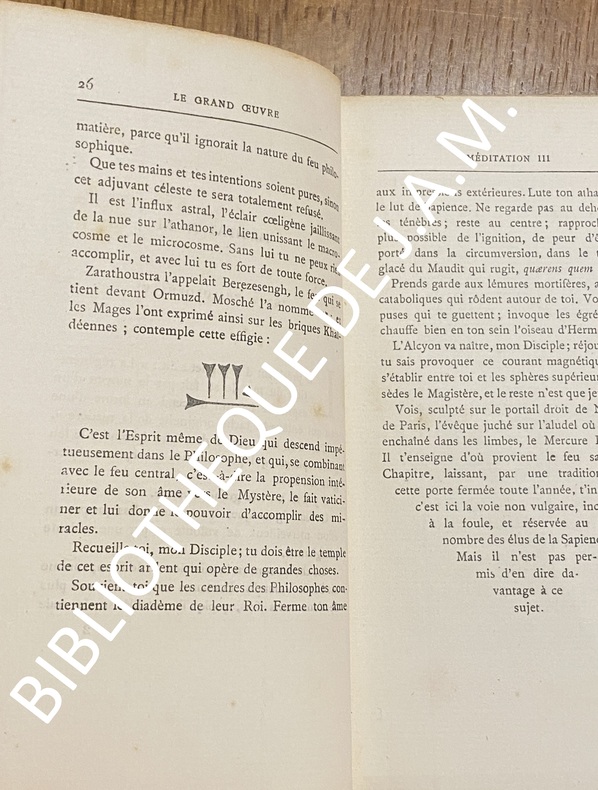 26
LE GRAND ŒUVRE
matière, parce qu'il ignorait la nature du feu philo-
sophique.
Que tes mains et tes intentions soient pures, sinon
cet adjuvant céleste te sera totalement refusé.
Il est l'influx astral, l'éclair cœligène jaillissant
de la nue sur l'athanor, le lien unissant le macro-
cosme et le microcosme. Sans lui tu ne peux rien
accomplir, et avec lui tu es fort de toute force.
Zarathoustra l'appelait Berezesengh, le feu qui se
tient devant Ormuzd. Mosché l'a nommé et
les Mages l'ont exprimé ainsi sur les briques Khal-
déennes ; contemple cette effigie :
C'est l'Esprit même de Dieu qui descend impé-
tueusement dans le Philosophe, et qui, se combinant
avec le feu central, c'est-à-dire la propension inté-
rieure de son âme vers le Mystère, le fait vatici-
ner et lui donne le pouvoir d'accomplir des mi-
racles.
Recueille-toi, mon Disciple ; tu dois être le temple
de cet esprit ardent qui opère de grandes choses.
Souviens-toi que les cendres des Philosophes con-
tiennent le diadème de leur Roi. Ferme ton âme
MÉDITATION III
aux impressions extérieures. Lute ton
le lut de Sapience. Ne regarde pas au
les ténèbres ; reste au centre ;
plus possible de l'ignition, de peur
porté dans la circumversion, dans le
glacé du Maudit qui rugit, quærens quem
Prends garde aux lémures mortifères,
cataboliques qui rôdent autour de toi.
puses qui te guettent ; invoque les
chauffe bien en ton sein l'oiseau
L'Alcyon va naître, mon Disciple ;
tu sais provoquer ce courant
s'établir entre toi et les sphères
sèdes le Magistère, et le reste n'est que
Vois, sculpté sur le portail droit de
de Paris, l'évêque juché sur l'aludel où
enchaîné dans les limbes, le Mercure
Il t'enseigne d'où provient le feu
Chapitre, laissant, par une
cette porte fermée toute l'année,
c'est ici la voie non vulgaire,
à la foule, et réservée au
nombre des élus de la
Mais il n'est pas per-
mis d'en dire da-
vantage à ce
sujet.
BIBLIOTHEQUE DE J.A.M.